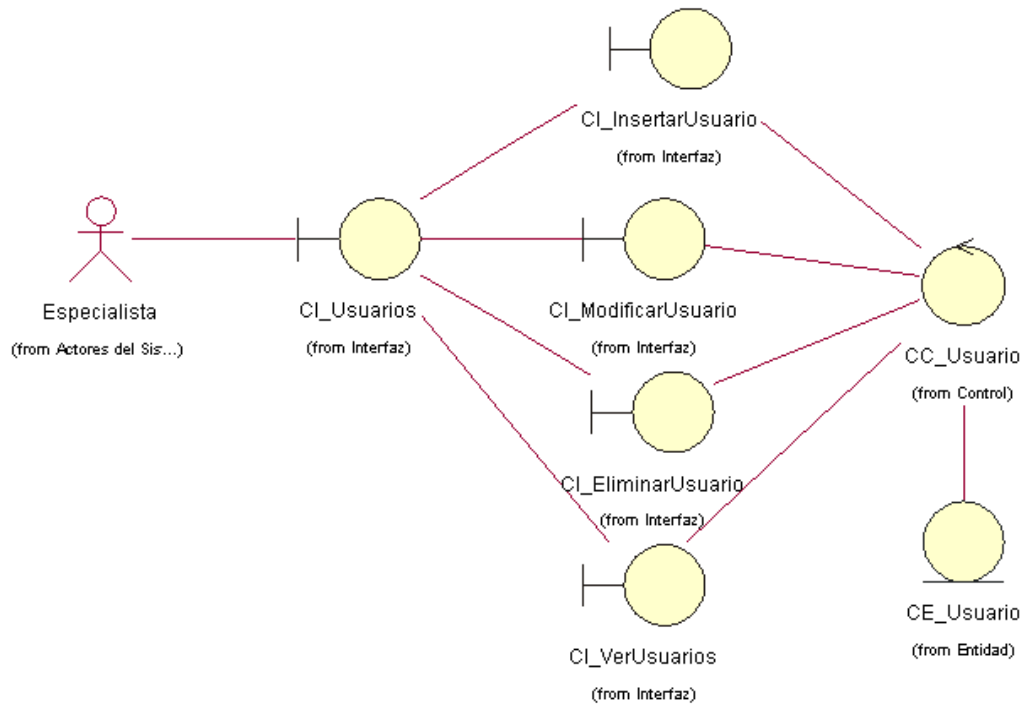 CI_InsertarUsuario
(from Interfaz)
Especialista
(from Actores del Sis...)
CI_Usuarios
(from Interfaz)
CI_ModificarUsuario
(from Interfaz)
CC_Usuario
(from Control)
CI_EliminarUsuario
(from Interfaz)
CE_Usuario
(from Entidad)
CI_VerUsuarios
(from Interfaz)